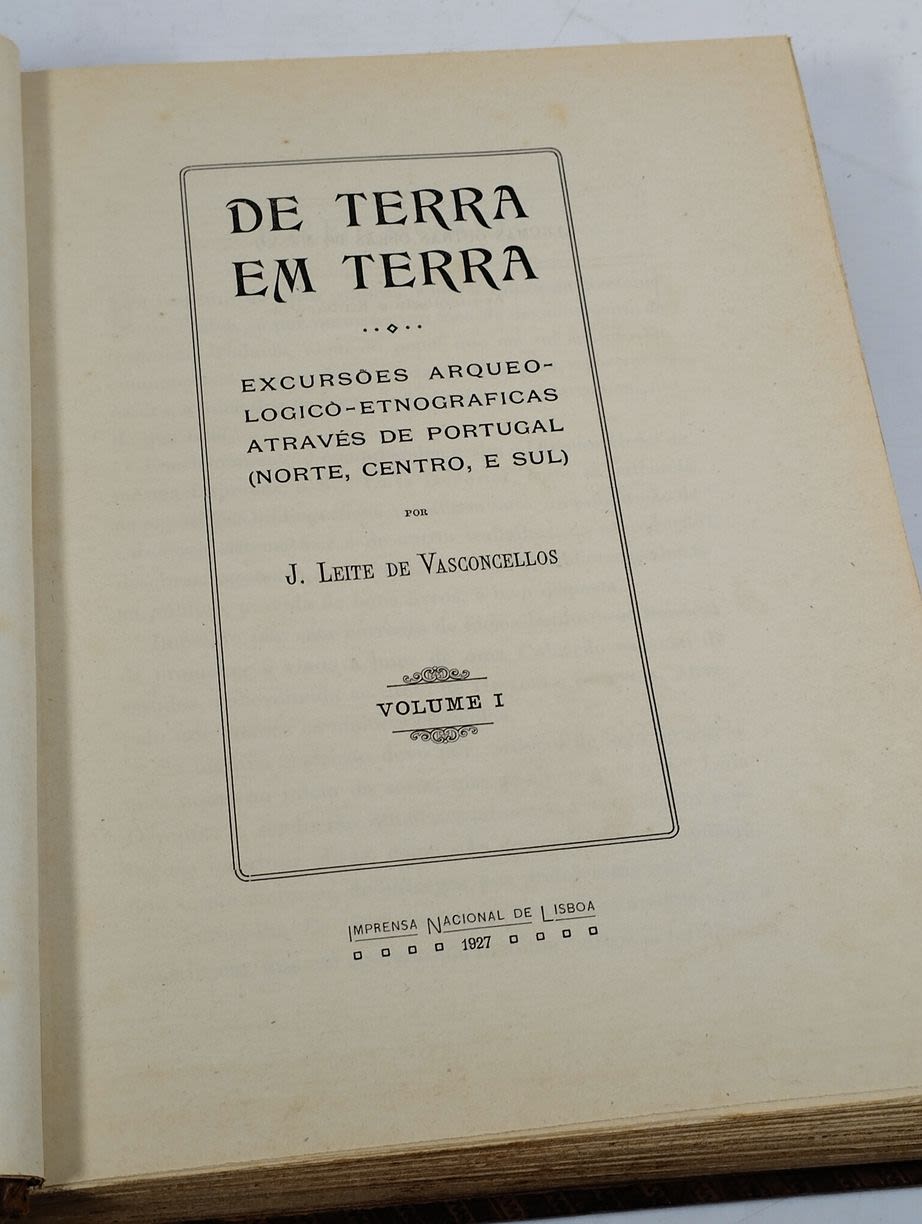 DE TERRA
EM TERRA
EXCURSÕES ARQUEO-
LOGICÒ-ETNOGRAFICAS
ATRAVÉS DE PORTUGAL
(NORTE, CENTRO, E SUL)
POR
J. LEITE DE VASCONCELLOS
VOLUME I
IMPRENSA NACIONAL DE LISBOA
1927